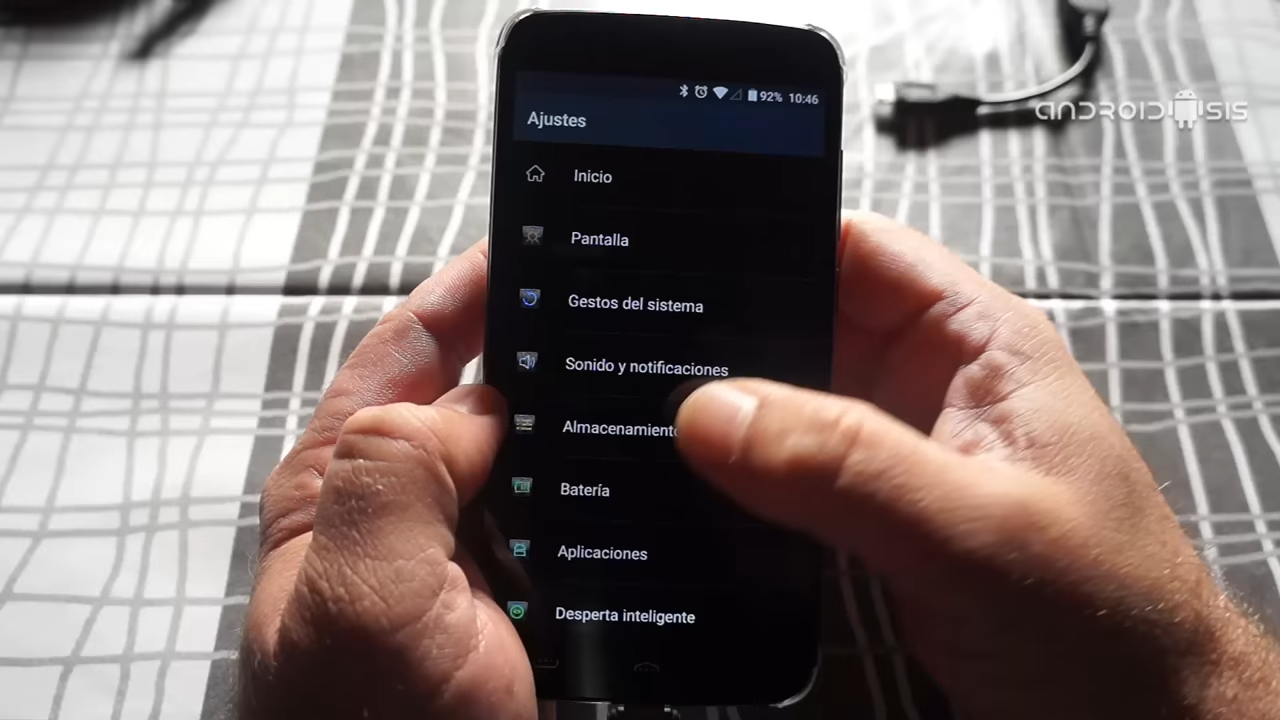 92% 10:46
ANDROIDSIS
Ajustes
Inicio
Pantalla
Gestos del sistema
Sonido y notificaciones
Almacenamiento
Batería
Aplicaciones
Desperta inteligente